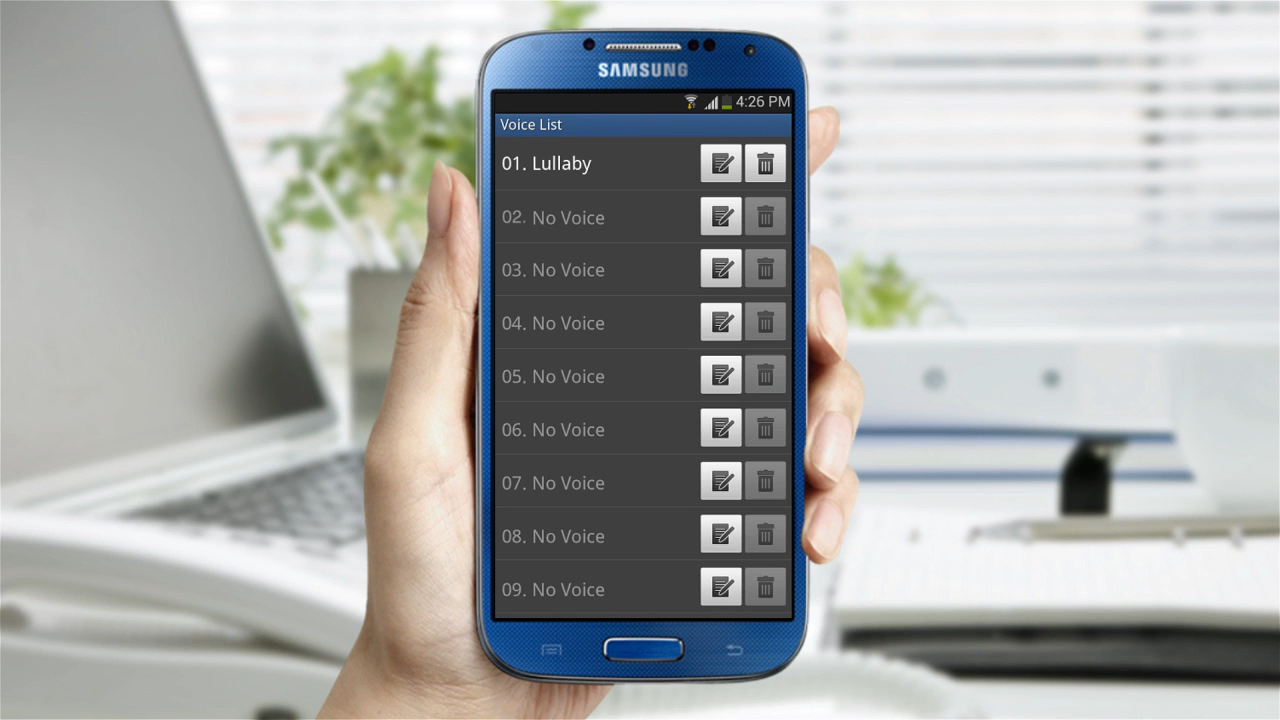 SAMSUNG
4:26 PM
Voice List
01. Lullaby
02. No Voice
03. No Voice
04. No Voice
05. No Voice
06. No Voice
07. No Voice
08. No Voice
09. No Voice